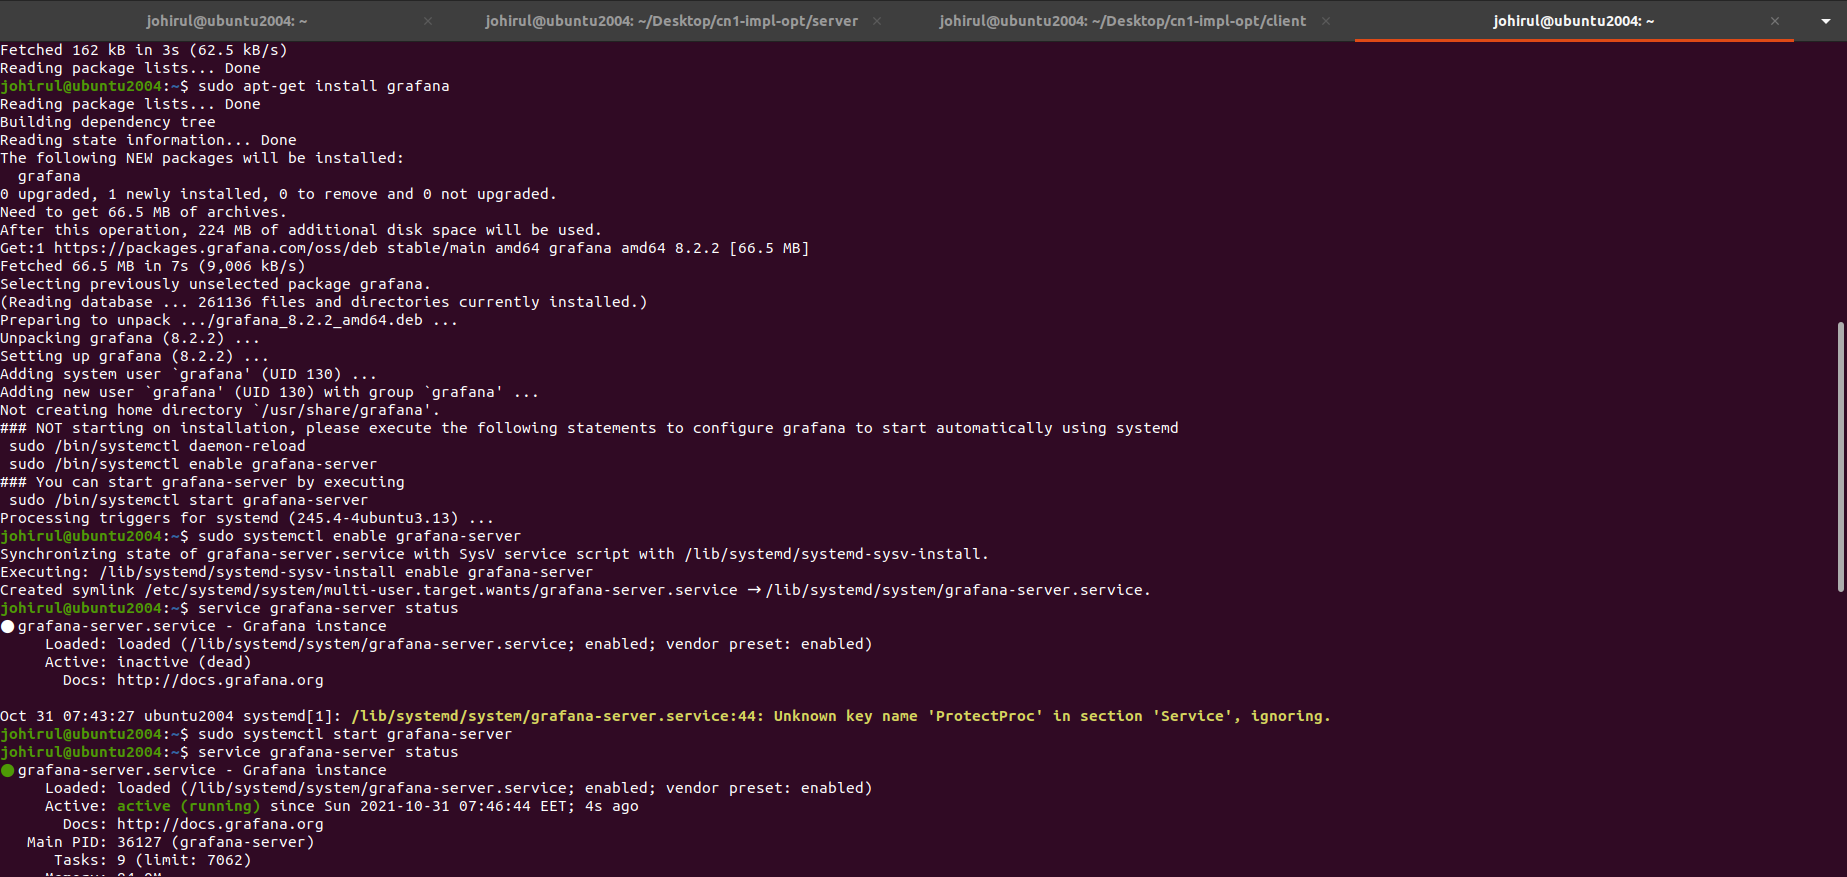 johirul@ubuntu2004: ~
johirul@ubuntu2004: ~/Desktop/cn1-impl-opt/server
johirul@ubuntu2004: ~/Desktop/cn1-impl-opt/client
johirul@ubuntu2004: ~
Fetched 162 kB in 3s (62.5 kB/s)
Reading package lists... Done
johirul@ubuntu2004:~$ sudo apt-get install grafana
Reading package lists... Done
Building dependency tree
Reading state information... Done
The following NEW packages will be installed:
  grafana
0 upgraded, 1 newly installed, 0 to remove and 0 not upgraded.
Need to get 66.5 MB of archives.
After this operation, 224 MB of additional disk space will be used.
Get:1 https://packages.grafana.com/oss/deb stable/main amd64 grafana amd64 8.2.2 [66.5 MB]
Fetched 66.5 MB in 7s (9,006 kB/s)
Selecting previously unselected package grafana.
(Reading database ... 261136 files and directories currently installed.)
Preparing to unpack .../grafana_8.2.2_amd64.deb ...
Unpacking grafana (8.2.2) ...
Setting up grafana (8.2.2) ...
Adding system user `grafana' (UID 130) ...
Adding new user `grafana' (UID 130) with group `grafana' ...
Not creating home directory `/usr/share/grafana'.
### NOT starting on installation, please execute the following statements to configure grafana to start automatically using systemd
 sudo /bin/systemctl daemon-reload
 sudo /bin/systemctl enable grafana-server
### You can start grafana-server by executing
 sudo /bin/systemctl start grafana-server
Processing triggers for systemd (245.4-4ubuntu3.13) ...
johirul@ubuntu2004:~$ sudo systemctl enable grafana-server
Synchronizing state of grafana-server.service with SysV service script with /lib/systemd/systemd-sysv-install.
Executing: /lib/systemd/systemd-sysv-install enable grafana-server
Created symlink /etc/systemd/system/multi-user.target.wants/grafana-server.service → /lib/systemd/system/grafana-server.service.
johirul@ubuntu2004:~$ service grafana-server status
● grafana-server.service - Grafana instance
     Loaded: loaded (/lib/systemd/system/grafana-server.service; enabled; vendor preset: enabled)
     Active: inactive (dead)
       Docs: http://docs.grafana.org
Oct 31 07:43:27 ubuntu2004 systemd[1]: /lib/systemd/system/grafana-server.service:44: Unknown key name 'ProtectProc' in section 'Service', ignoring.
johirul@ubuntu2004:~$ sudo systemctl start grafana-server
johirul@ubuntu2004:~$ service grafana-server status
● grafana-server.service - Grafana instance
     Loaded: loaded (/lib/systemd/system/grafana-server.service; enabled; vendor preset: enabled)
     Active: active (running) since Sun 2021-10-31 07:46:44 EET; 4s ago
       Docs: http://docs.grafana.org
   Main PID: 36127 (grafana-server)
      Tasks: 9 (limit: 7062)